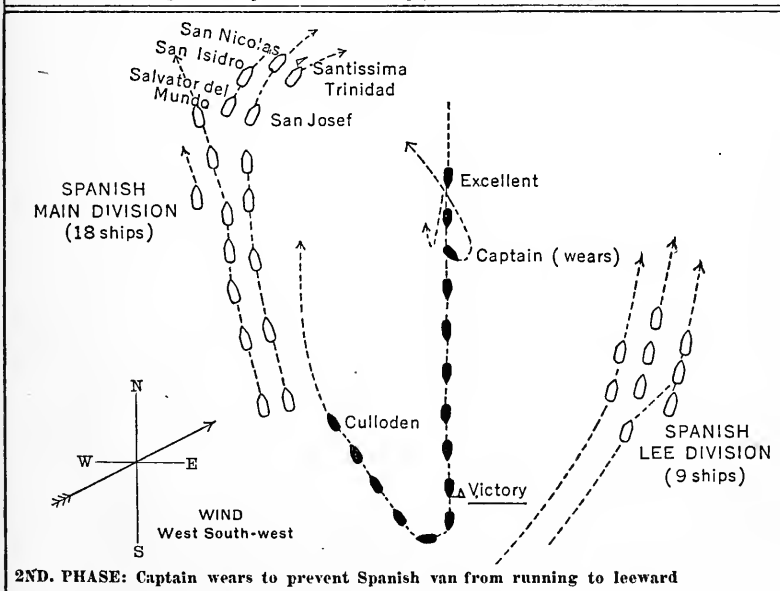 San Nicolas
San Isidro
Salvator del
Mundo
Santissima
Trinidad
San Josef
SPANISH
MAIN DIVISION
(18 ships)
Excellent
Captain (wears)
Culloden
Victory
SPANISH
LEE DIVISION
(9 ships)
N
W
E
S
WIND
West South-west
2ND. PHASE: Captain wears to prevent Spanish van from running to leeward